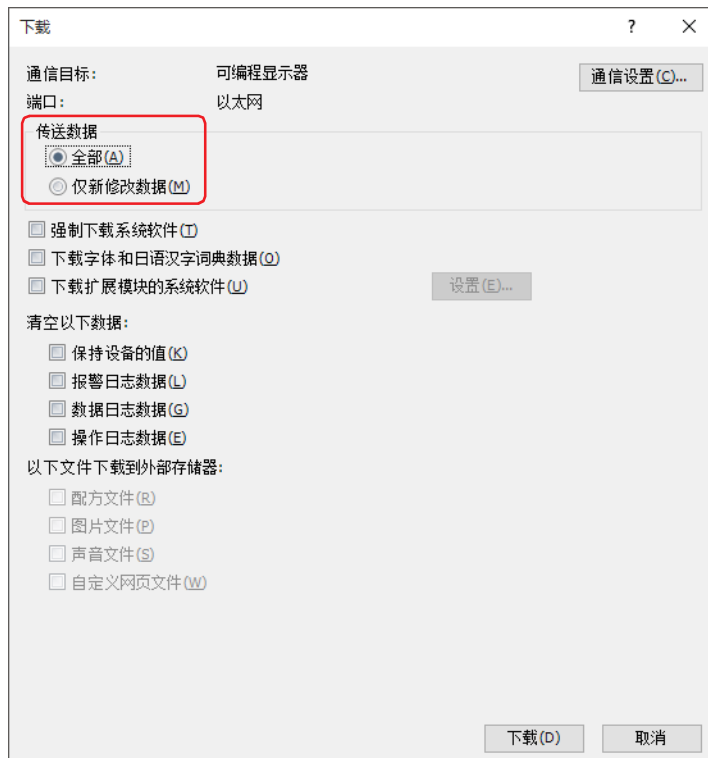 下载
?
通信目标: 可编程显示器 通信设置(C)...
端口: 以太网
传送数据
全部(A)
仅新修改数据(M)
强制下载系统软件(T)
下载字体和日语汉字词典数据(O)
下载扩展模块的系统软件(U) 设置(E)...
清空以下数据:
保持设备的值(K)
报警日志数据(L)
数据日志数据(G)
操作日志数据(E)
以下文件下载到外部存储器:
配方文件(R)
图片文件(P)
声音文件(S)
自定义网页文件(W)
下载(D) 取消